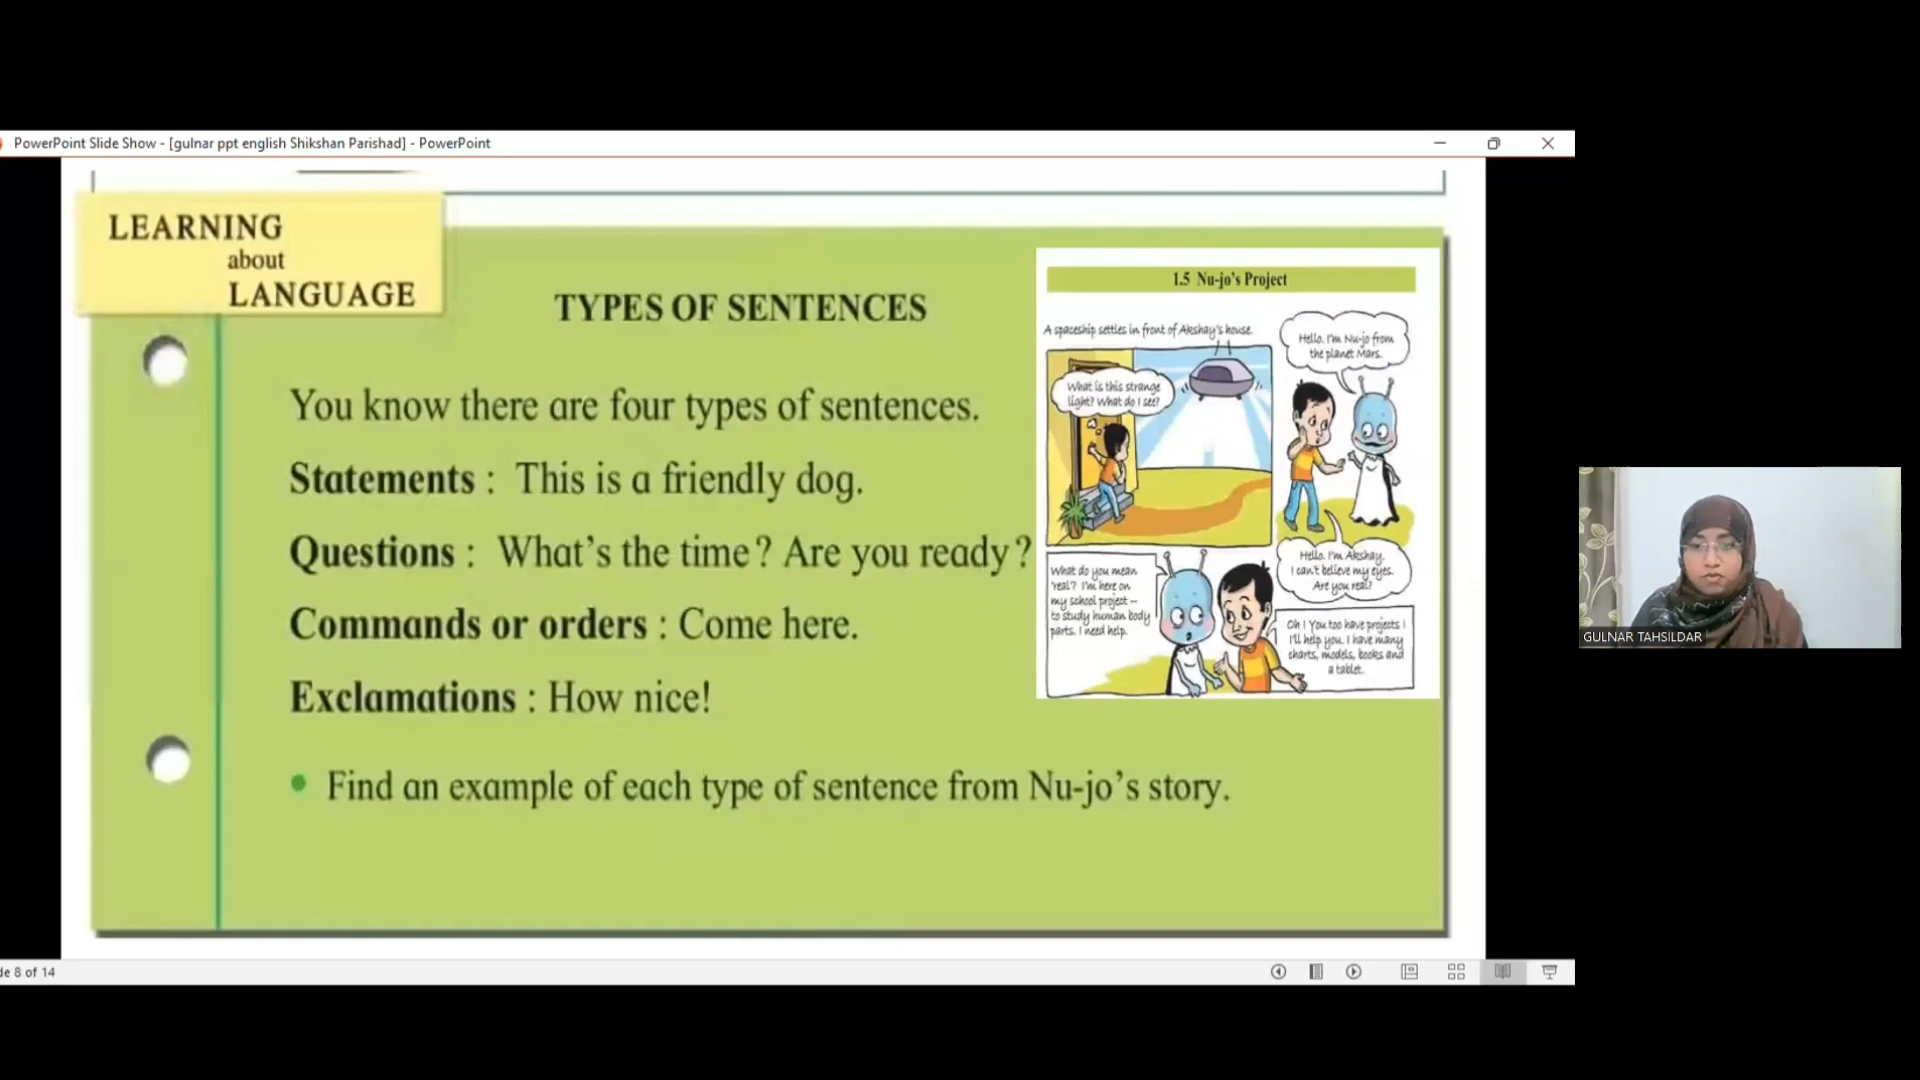 PowerPoint Slide Show - [gulnar ppt english Shikshan Parishad] - PowerPoint
LEARNING
about
LANGUAGE
TYPES OF SENTENCES
You know there are four types of sentences.
Statements : This is a friendly dog.
Questions : What's the time? Are you ready?
Commands or orders : Come here.
Exclamations : How nice!
• Find an example of each type of sentence from Nu-jo's story.
1.5 Nu-jo's Project
A spaceship settles in front of Akshay's house.
What is this strange
light? What do I see?
Hello. I'm Nu-jo from
the planet Mars.
Hello. I'm Akshay.
I can't believe my eyes.
Are you real?
What do you mean
'real'? I'm here on
my school project –
to study human body
parts. I need help.
Oh ! You too have projects !
I'll help you. I have many
charts, models, books and
a tablet.
GULNAR TAHSILDAR
de 8 of 14